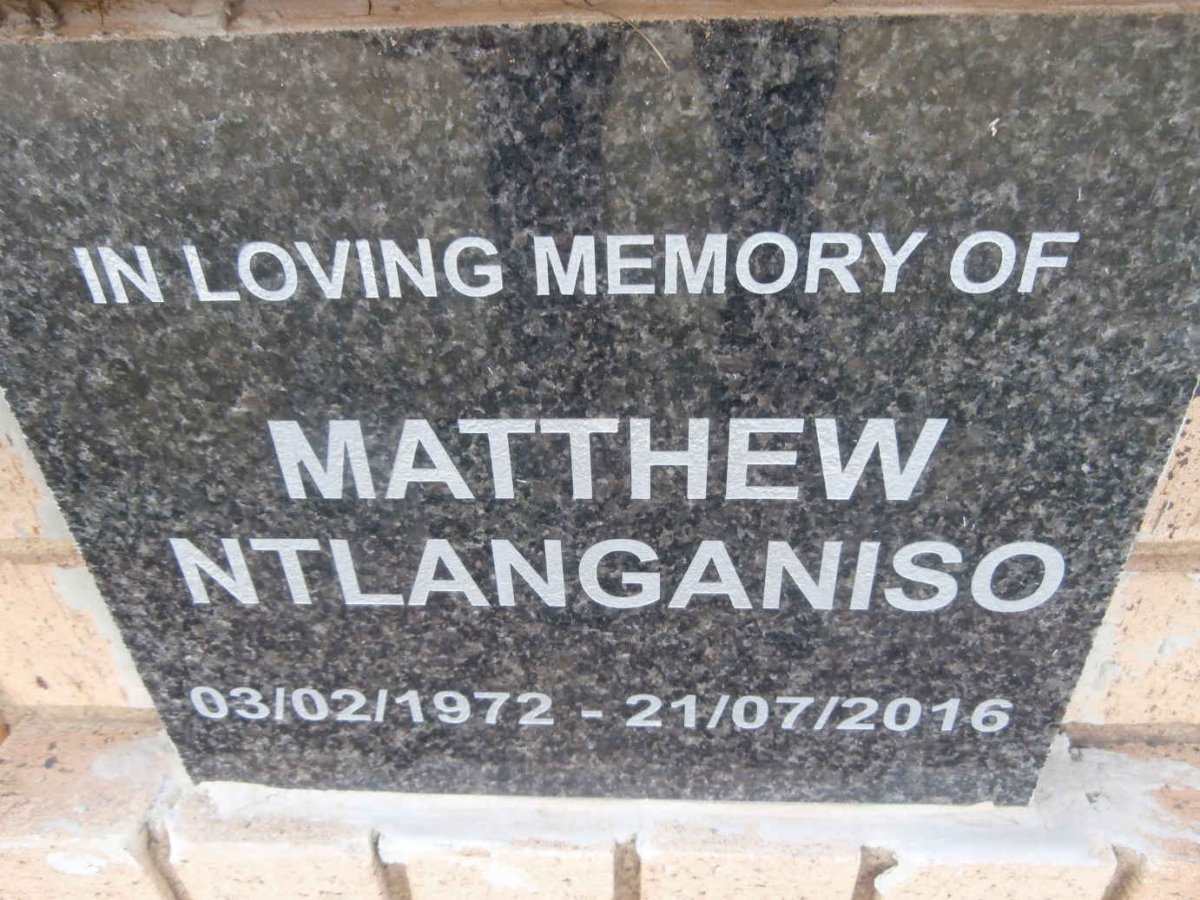 IN LOVING MEMORY OF
MATTHEW
NTLANGANISO
03/02/1972 - 21/07/2016